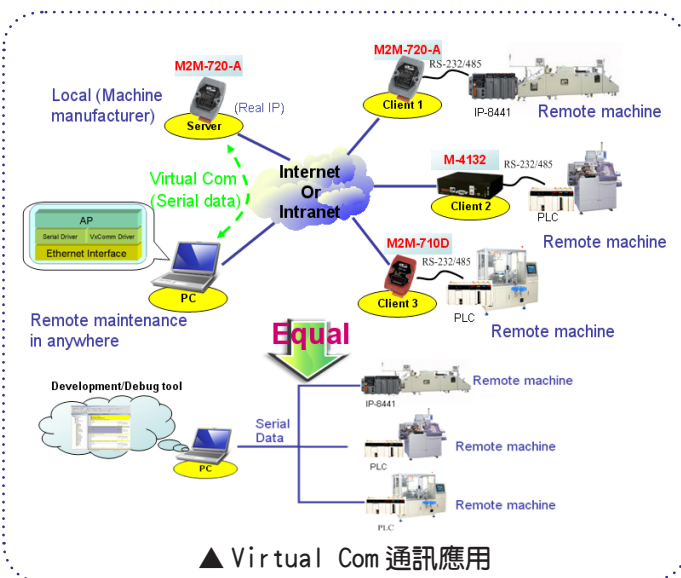 M2M-720-A
Local (Machine
manufacturer)
(Real IP)
Server
M2M-720-A
RS-232/485
Client 1
IP-8441
Remote machine
Virtual Com
(Serial data)
Internet
Or
Intranet
M-4132
RS-232/485
Client 2
PLC
Remote machine
AP
Serial Driver
VxComm Driver
Ethernet Interface
PC
M2M-710D
RS-232/485
Client 3
PLC
Remote machine
Remote maintenance
in anywhere
Equal
Development/Debug tool
PC
Serial
Data
IP-8441
Remote machine
PLC
Remote machine
PLC
Remote machine
▲ Virtual Com 通訊應用